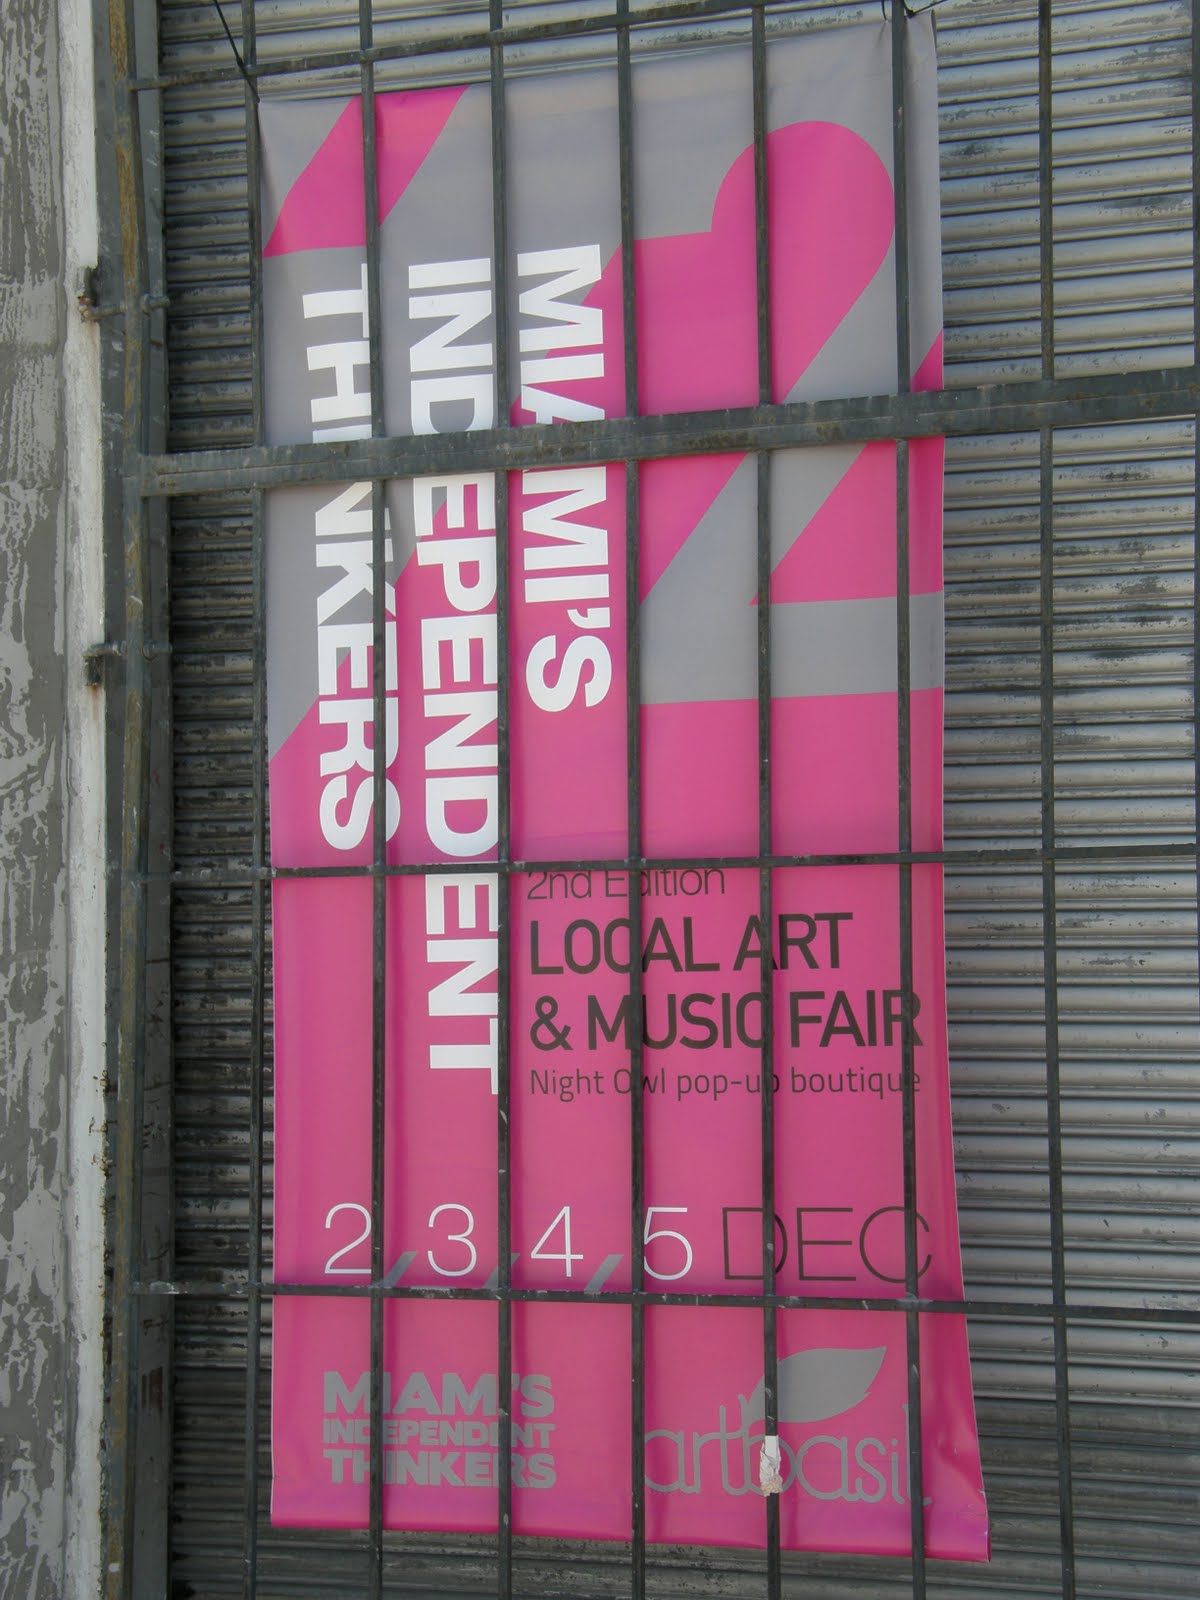 MIAMI'S
INDEPENDENT
THINKERS
2
2nd Edition
LOCAL ART
& MUSIC FAIR
Night Owl pop-up boutique
2, 3, 4, 5 DEC
MIAMI'S
INDEPENDENT
THINKERS
artbasil